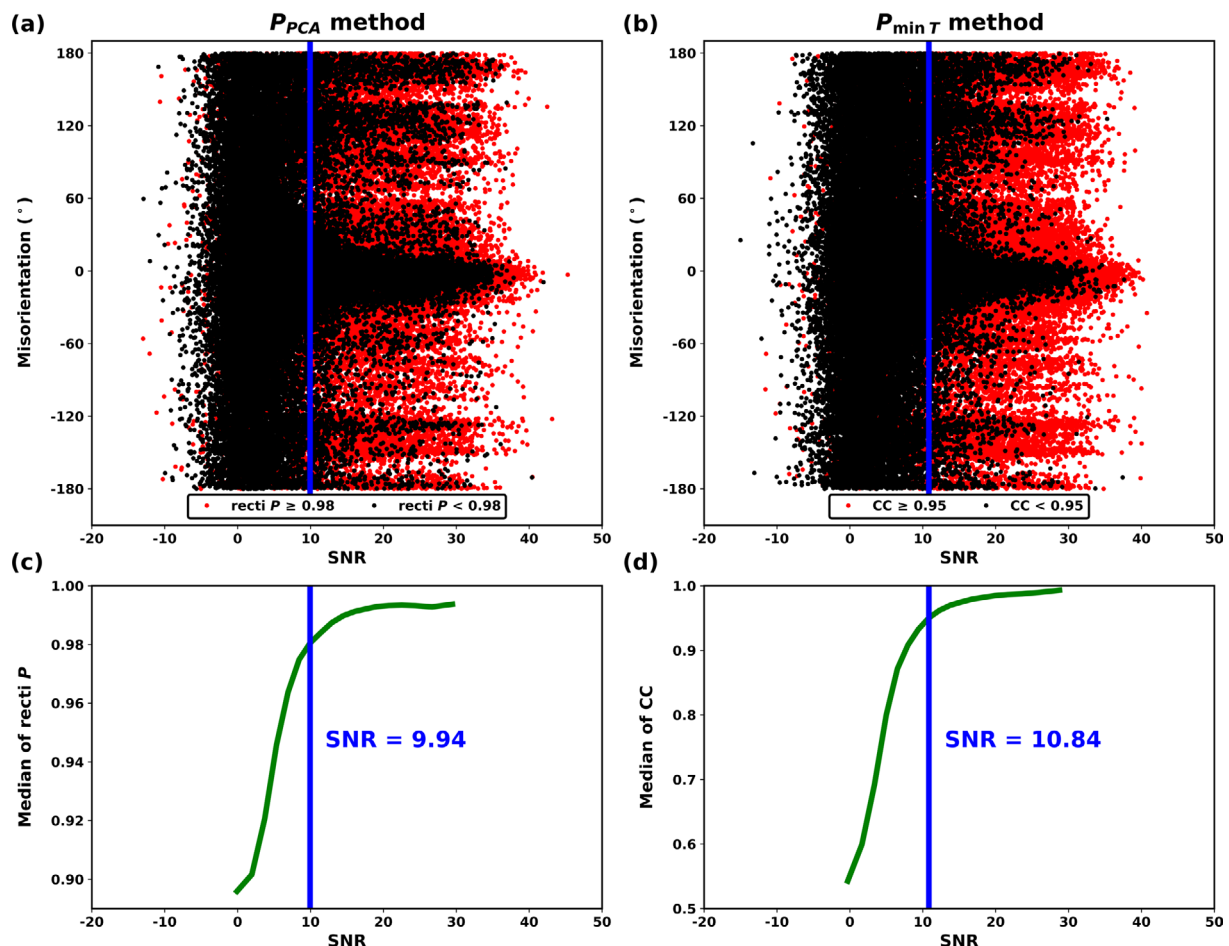 (a)
P_PCA method
180
120
60
0
-60
-120
-180
Misorientation (°)
recti P ≥ 0.98 recti P < 0.98
-20 -10 0 10 20 30 40 50
SNR
(b)
P_min T method
180
120
60
0
-60
-120
-180
Misorientation (°)
CC ≥ 0.95 CC < 0.95
-20 -10 0 10 20 30 40 50
SNR
(c)
1.00
0.98
0.96
0.94
0.92
0.90
Median of recti P
SNR = 9.94
-20 -10 0 10 20 30 40 50
SNR
(d)
1.0
0.9
0.8
0.7
0.6
0.5
Median of CC
SNR = 10.84
-20 -10 0 10 20 30 40 50
SNR